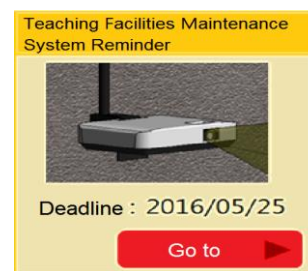 Teaching Facilities Maintenance
System Reminder
Deadline : 2016/05/25
Go to